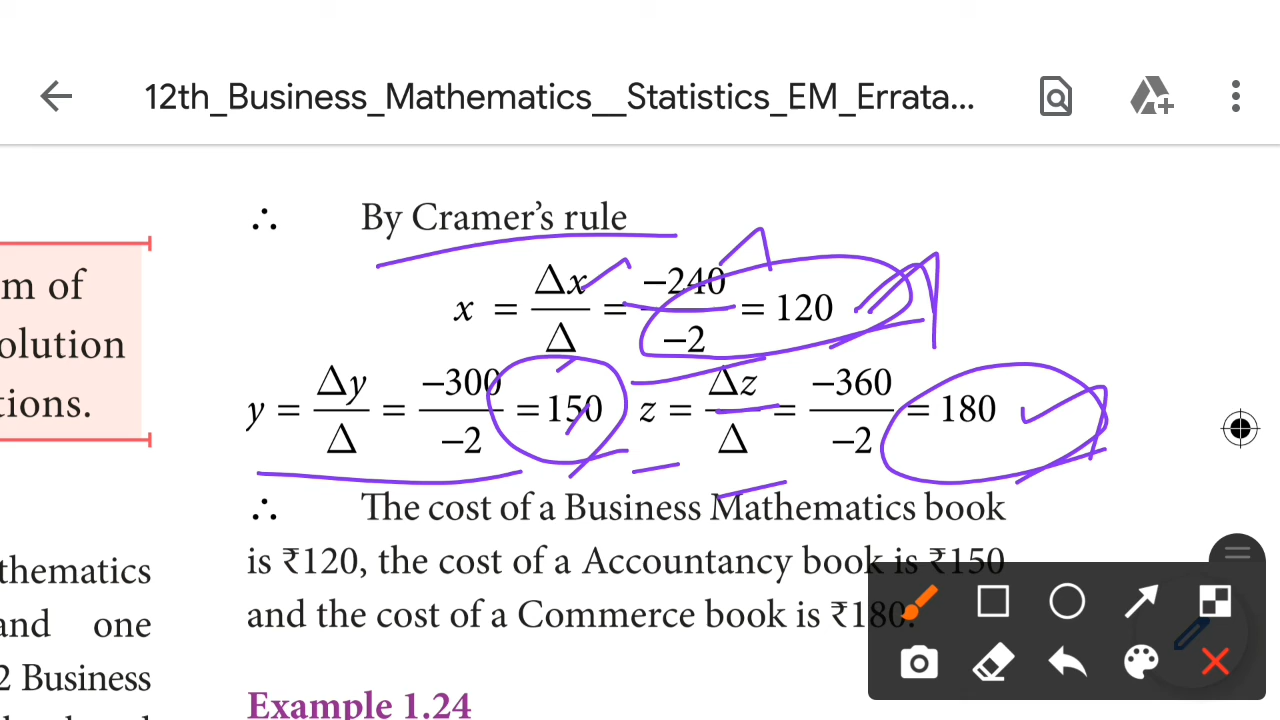 12th_Business_Mathematics__Statistics_EM_Errata...
∴ By Cramer's rule
m of
x = Δx/Δ = −240/−2 = 120
olution
tions.
y = Δy/Δ = −300/−2 = 150 z = Δz/Δ = −360/−2 = 180
∴ The cost of a Business Mathematics book
is ₹120, the cost of a Accountancy book is ₹150
and the cost of a Commerce book is ₹180.
thematics
and one
2 Business
Example 1.24